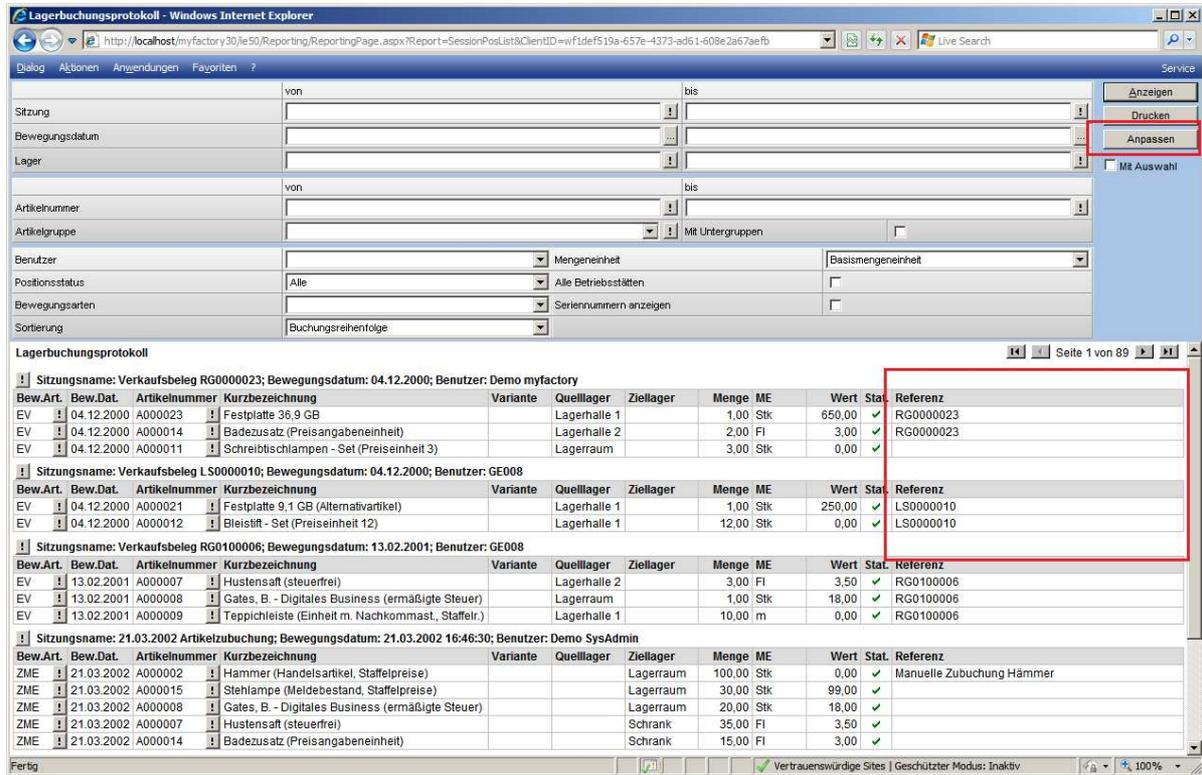 Lagerbuchungsprotokoll - Windows Internet Explorer
http://localhost/myfactory30/ie50/Reporting/ReportingPage.aspx?Report=SessionPosList&ClientID=wf1def519a-657e-4373-ad61-608e2a67aefb Live Search
Dialog Aktionen Anwendungen Favoriten ? Service
von bis Anzeigen
Sitzung ! ! Drucken
Bewegungsdatum ... ... Anpassen
Lager ! ! Mit Auswahl
von bis
Artikelnummer ! !
Artikelgruppe ! Mit Untergruppen
Benutzer Mengeneinheit Basismengeneinheit
Positionsstatus Alle Alle Betriebsstätten
Bewegungsarten Seriennummern anzeigen
Sortierung Buchungsreihenfolge
Lagerbuchungsprotokoll Seite 1 von 89
! Sitzungsname: Verkaufsbeleg RG0000023; Bewegungsdatum: 04.12.2000; Benutzer: Demo myfactory
Bew.Art. Bew.Dat. Artikelnummer Kurzbezeichnung Variante Quelllager Ziellager Menge ME Wert Stat. Referenz
EV ! 04.12.2000 A000023 ! Festplatte 36,9 GB Lagerhalle 1 1,00 Stk 650,00 ✓ RG0000023
EV ! 04.12.2000 A000014 ! Badezusatz (Preisangabeneinheit) Lagerhalle 2 2,00 Fl 3,00 ✓ RG0000023
EV ! 04.12.2000 A000011 ! Schreibtischlampen - Set (Preiseinheit 3) Lagerraum 3,00 Stk 0,00 ✓
! Sitzungsname: Verkaufsbeleg LS0000010; Bewegungsdatum: 04.12.2000; Benutzer: GE008
Bew.Art. Bew.Dat. Artikelnummer Kurzbezeichnung Variante Quelllager Ziellager Menge ME Wert Stat. Referenz
EV ! 04.12.2000 A000021 ! Festplatte 9,1 GB (Alternativartikel) Lagerhalle 1 1,00 Stk 250,00 ✓ LS0000010
EV ! 04.12.2000 A000012 ! Bleistift - Set (Preiseinheit 12) Lagerhalle 1 12,00 Stk 0,00 ✓ LS0000010
! Sitzungsname: Verkaufsbeleg RG0100006; Bewegungsdatum: 13.02.2001; Benutzer: GE008
Bew.Art. Bew.Dat. Artikelnummer Kurzbezeichnung Variante Quelllager Ziellager Menge ME Wert Stat. Referenz
EV ! 13.02.2001 A000007 ! Hustensaft (steuerfrei) Lagerhalle 2 3,00 Fl 3,50 ✓ RG0100006
EV ! 13.02.2001 A000008 ! Gates, B. - Digitales Business (ermäßigte Steuer) Lagerraum 1,00 Stk 18,00 ✓ RG0100006
EV ! 13.02.2001 A000009 ! Teppichleiste (Einheit m. Nachkommast., Staffelr.) Lagerhalle 1 10,00 m 0,00 ✓ RG0100006
! Sitzungsname: 21.03.2002 Artikelzubuchung; Bewegungsdatum: 21.03.2002 16:46:30; Benutzer: Demo SysAdmin
Bew.Art. Bew.Dat. Artikelnummer Kurzbezeichnung Variante Quelllager Ziellager Menge ME Wert Stat. Referenz
ZME ! 21.03.2002 A000002 ! Hammer (Handelsartikel, Staffelpreise) Lagerraum 100,00 Stk 0,00 ✓ Manuelle Zubuchung Hämmer
ZME ! 21.03.2002 A000015 ! Stehlampe (Meldebestand, Staffelpreise) Lagerraum 30,00 Stk 99,00 ✓
ZME ! 21.03.2002 A000008 ! Gates, B. - Digitales Business (ermäßigte Steuer) Lagerraum 20,00 Stk 18,00 ✓
ZME ! 21.03.2002 A000007 ! Hustensaft (steuerfrei) Schrank 35,00 Fl 3,50 ✓
ZME ! 21.03.2002 A000014 ! Badezusatz (Preisangabeneinheit) Schrank 15,00 Fl 3,00 ✓
Fertig Vertrauenswürdige Sites | Geschützter Modus: Inaktiv 100%